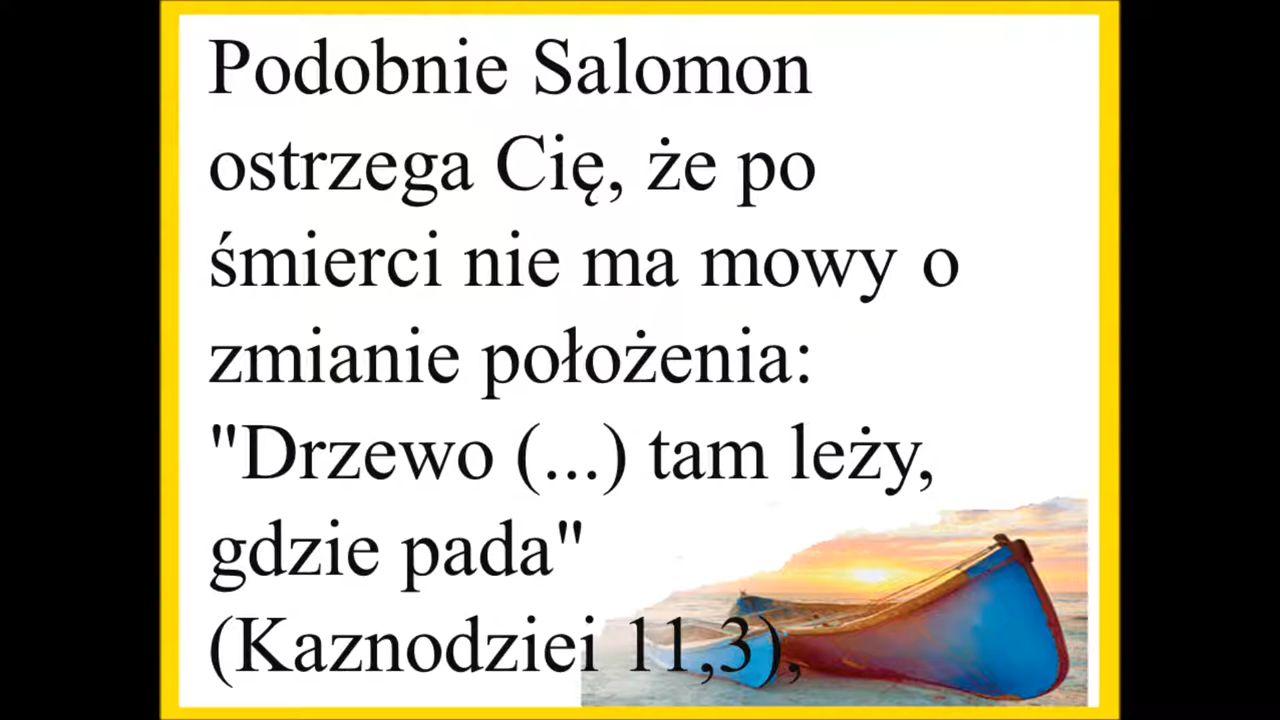 Podobnie Salomon
ostrzega Cię, że po
śmierci nie ma mowy o
zmianie położenia:
"Drzewo (...) tam leży,
gdzie pada"
(Kaznodziei 11,3),